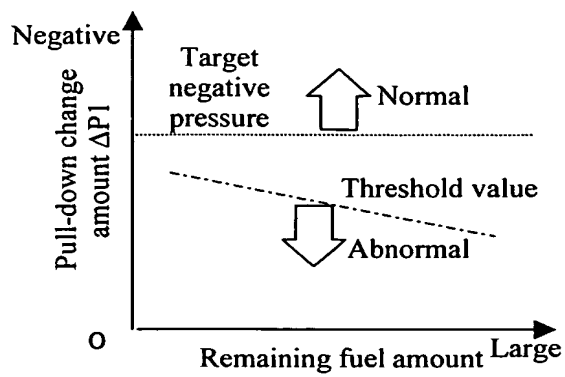 Negative
Pull-down change
amount ΔP1
Target
negative
pressure
Normal
Threshold value
Abnormal
O
Remaining fuel amount
Large